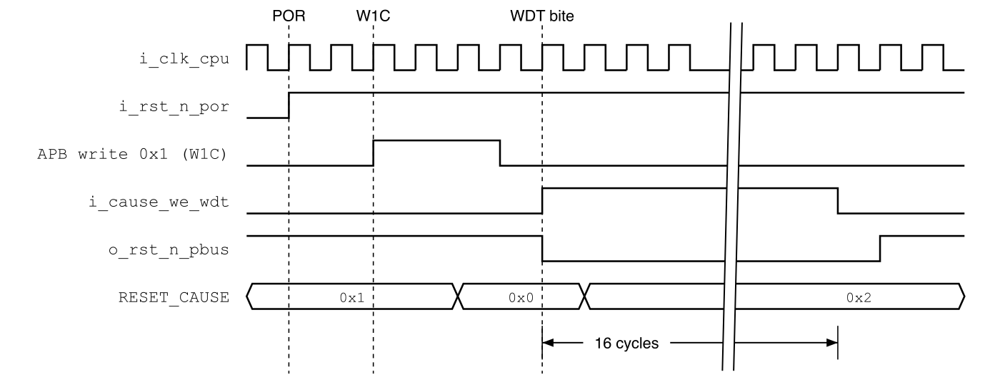 POR W1C WDT bite
i_clk_cpu
i_rst_n_por
APB write 0x1 (W1C)
i_cause_we_wdt
o_rst_n_pbus
RESET_CAUSE 0x1 0x0 0x2
16 cycles